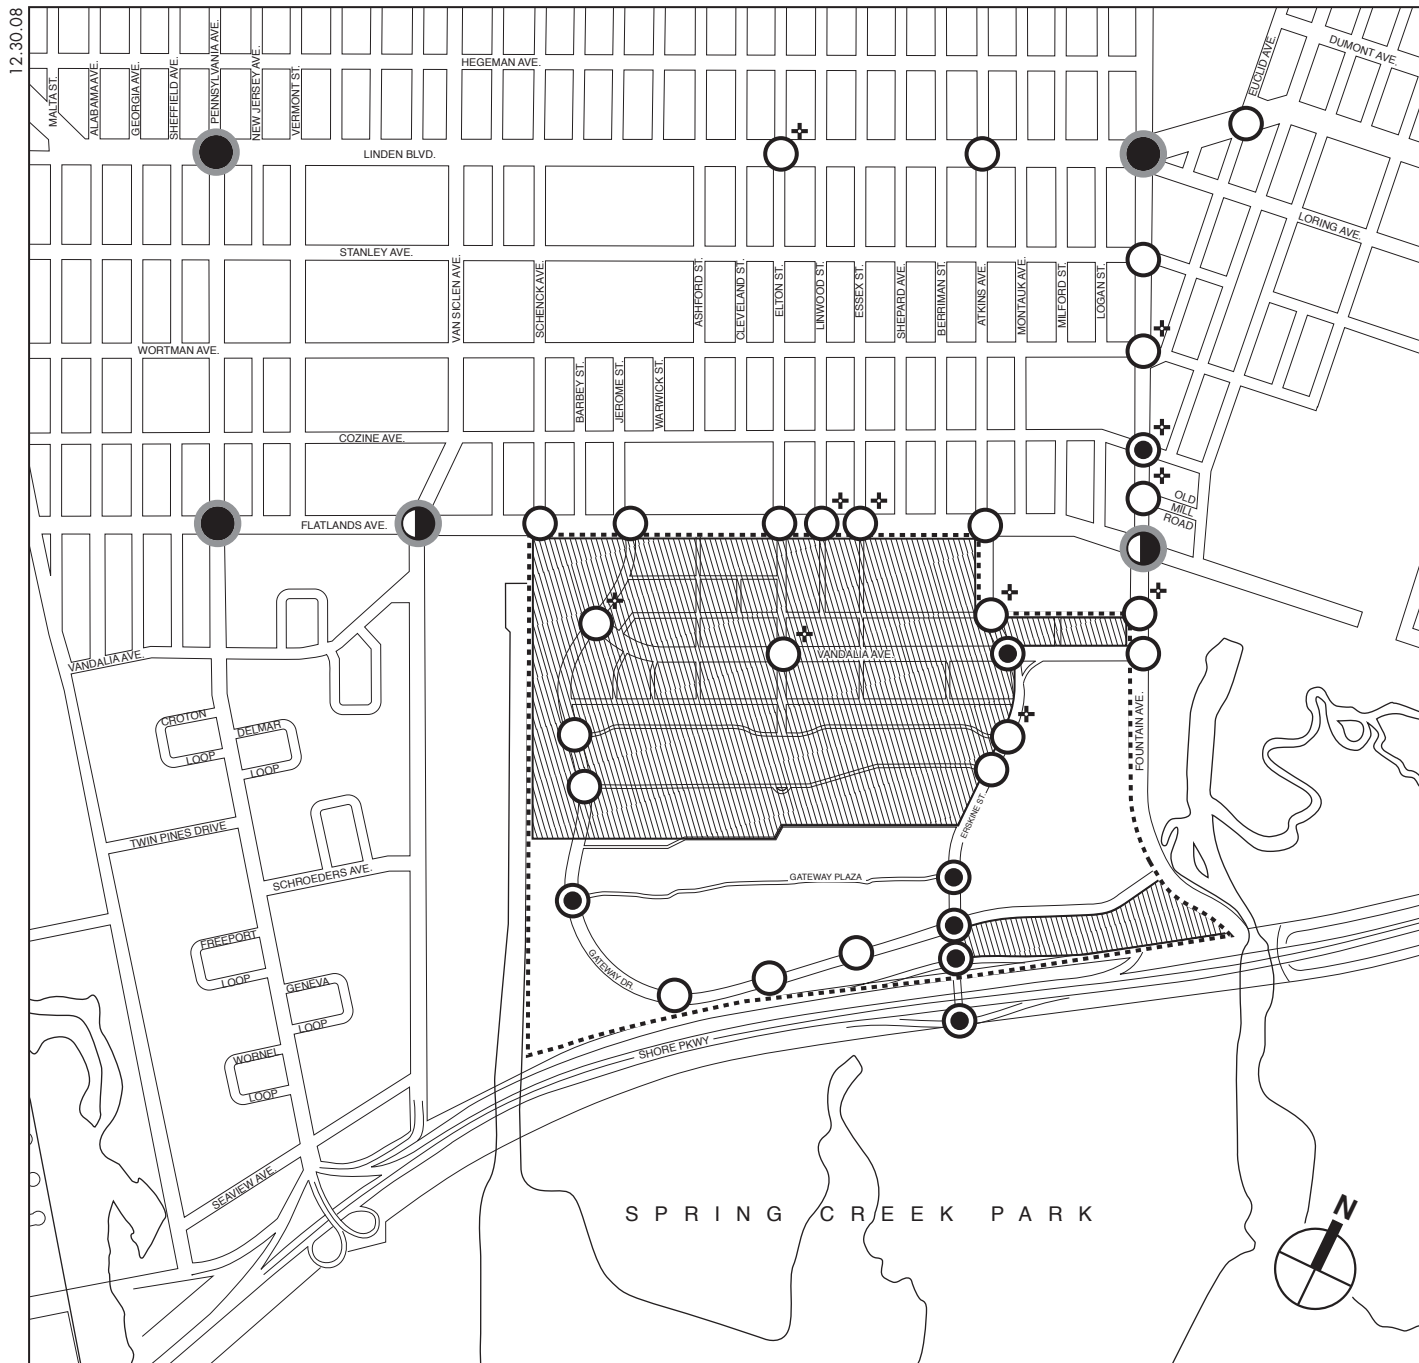 12.30.08
MALTA ST.
ALABAMA AVE.
GEORGIA AVE.
SHEFFIELD AVE.
PENNSYLVANIA AVE.
NEW JERSEY AVE.
VERMONT ST.
HEGEMAN AVE.
EUCLID AVE.
DUMONT AVE.
LINDEN BLVD.
LORING AVE.
STANLEY AVE.
VAN SICLEN AVE.
SCHENCK AVE.
ASHFORD ST.
CLEVELAND ST.
ELTON ST.
LINWOOD ST.
ESSEX ST.
SHEPARD AVE.
BERRIMAN ST.
ATKINS AVE.
MONTAUK AVE.
MILFORD ST.
LOGAN ST.
WORTMAN AVE.
BARBEY ST.
JEROME ST.
WARWICK ST.
COZINE AVE.
OLD
MILL
ROAD
FLATLANDS AVE.
VANDALIA AVE.
VANDALIA AVE.
FOUNTAIN AVE.
CROTON
LOOP
DELMAR
LOOP
ERSKINE ST.
TWIN PINES DRIVE
SCHROEDERS AVE.
GATEWAY PLAZA
FREEPORT
LOOP
GATEWAY DR.
GENEVA
LOOP
SHORE PKWY
WORNEL
LOOP
SEAVIEW AVE.
SPRING CREEK PARK
N